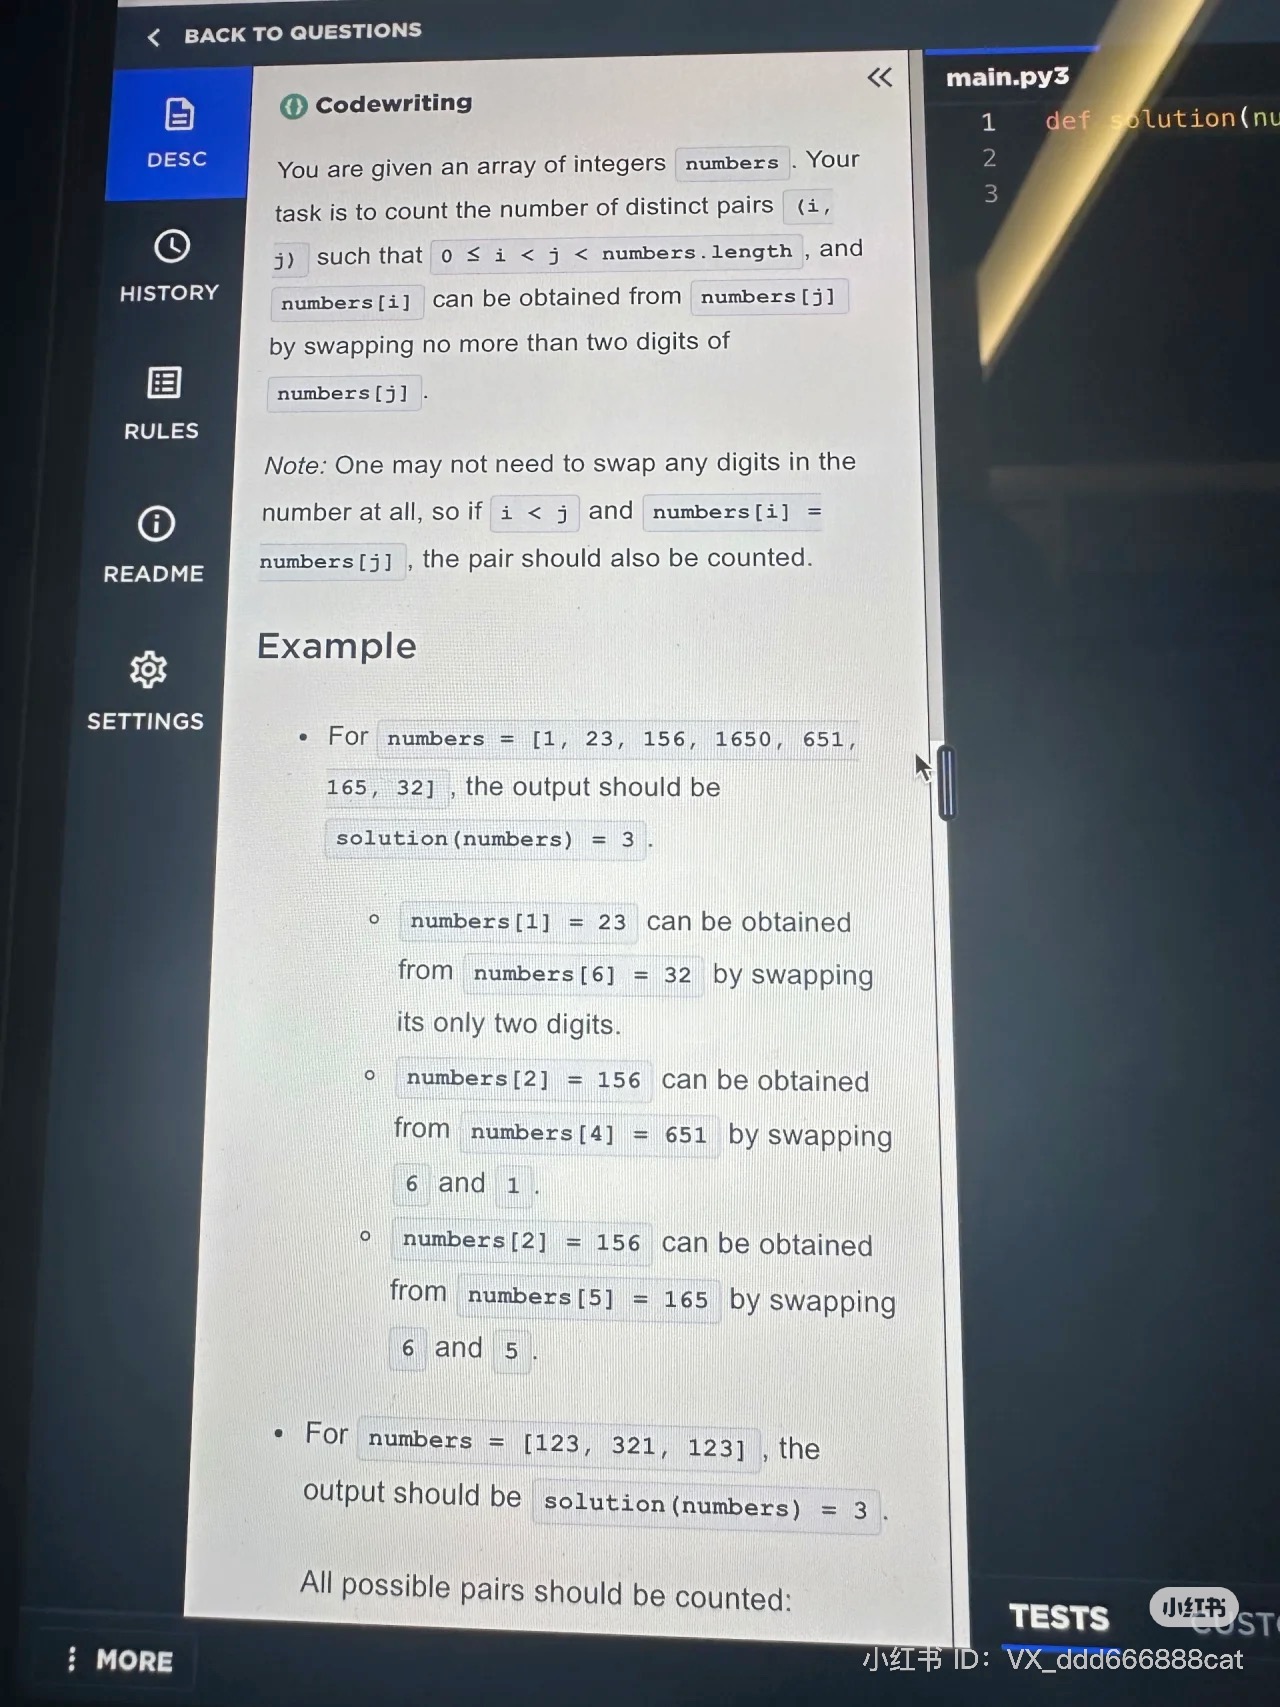 BACK TO QUESTIONS
DESC
HISTORY
RULES
README
SETTINGS
MORE
Codewriting
You are given an array of integers numbers . Your
task is to count the number of distinct pairs (i,
j) such that 0 ≤ i < j < numbers.length , and
numbers[i] can be obtained from numbers[j]
by swapping no more than two digits of
numbers[j] .
Note: One may not need to swap any digits in the
number at all, so if i < j and numbers[i] =
numbers[j] , the pair should also be counted.
Example
• For numbers = [1, 23, 156, 1650, 651,
165, 32] , the output should be
solution(numbers) = 3 .
numbers[1] = 23 can be obtained
from numbers[6] = 32 by swapping
its only two digits.
numbers[2] = 156 can be obtained
from numbers[4] = 651 by swapping
6 and 1 .
numbers[2] = 156 can be obtained
from numbers[5] = 165 by swapping
6 and 5 .
• For numbers = [123, 321, 123] , the
output should be solution(numbers) = 3 .
All possible pairs should be counted:
main.py3
1 def solution(nu
2
3
TESTS
小红书
小红书 ID: VX_ddd666888cat